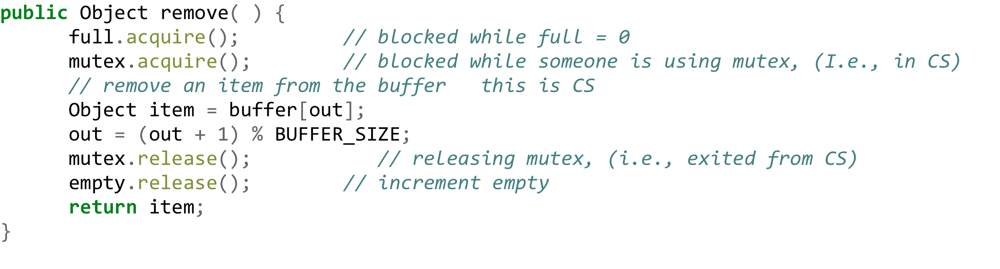 public Object remove( ) {
full.acquire(); // blocked while full = 0
mutex.acquire(); // blocked while someone is using mutex, (I.e., in CS)
// remove an item from the buffer this is CS
Object item = buffer[out];
out = (out + 1) % BUFFER_SIZE;
mutex.release(); // releasing mutex, (i.e., exited from CS)
empty.release(); // increment empty
return item;
}